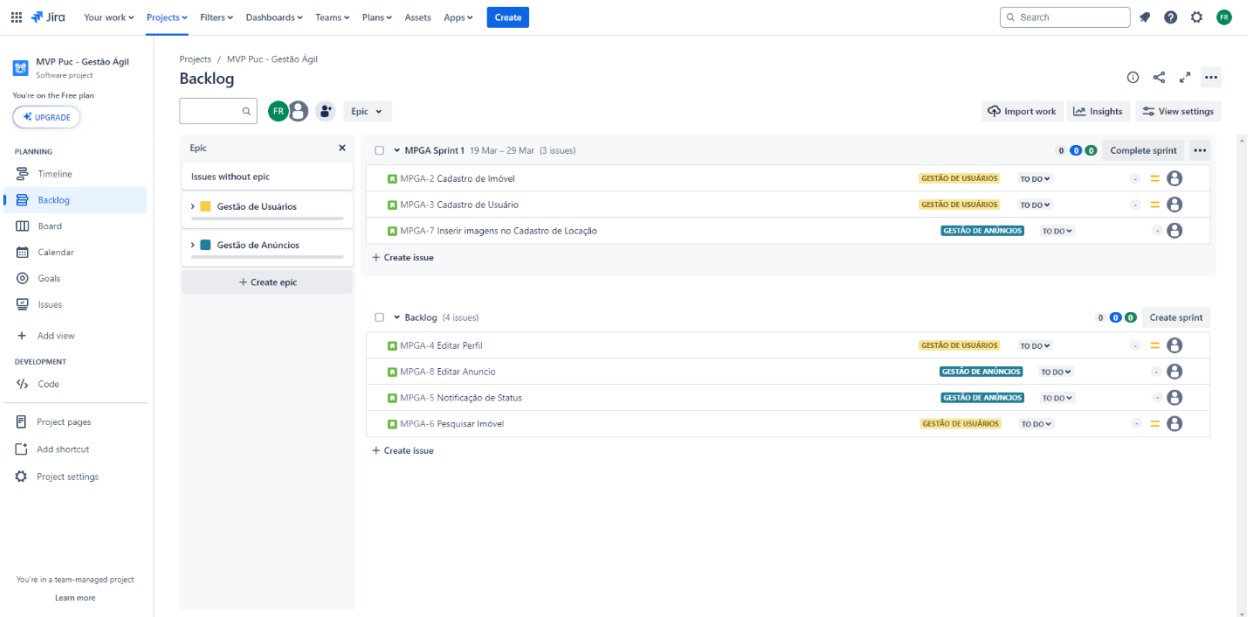 Jira Your work Projects Filters Dashboards Teams Plans Assets Apps Create Search FR
MVP Puc - Gestão Ágil
Software project
You're on the Free plan
UPGRADE
PLANNING
Timeline
Backlog
Board
Calendar
Goals
Issues
Add view
DEVELOPMENT
Code
Project pages
Add shortcut
Project settings
You're in a team-managed project
Learn more
Projects / MVP Puc - Gestão Ágil
Backlog
FR Epic Import work Insights View settings
Epic
Issues without epic
Gestão de Usuários
Gestão de Anúncios
+ Create epic
MPGA Sprint 1 19 Mar – 29 Mar (3 issues) 0 0 0 Complete sprint
MPGA-2 Cadastro de Imóvel GESTÃO DE USUÁRIOS TO DO -
MPGA-3 Cadastro de Usuário GESTÃO DE USUÁRIOS TO DO -
MPGA-7 Inserir imagens no Cadastro de Locação GESTÃO DE ANÚNCIOS TO DO -
+ Create issue
Backlog (4 issues) 0 0 0 Create sprint
MPGA-4 Editar Perfil GESTÃO DE USUÁRIOS TO DO -
MPGA-8 Editar Anuncio GESTÃO DE ANÚNCIOS TO DO -
MPGA-5 Notificação de Status GESTÃO DE ANÚNCIOS TO DO -
MPGA-6 Pesquisar Imóvel GESTÃO DE USUÁRIOS TO DO -
+ Create issue